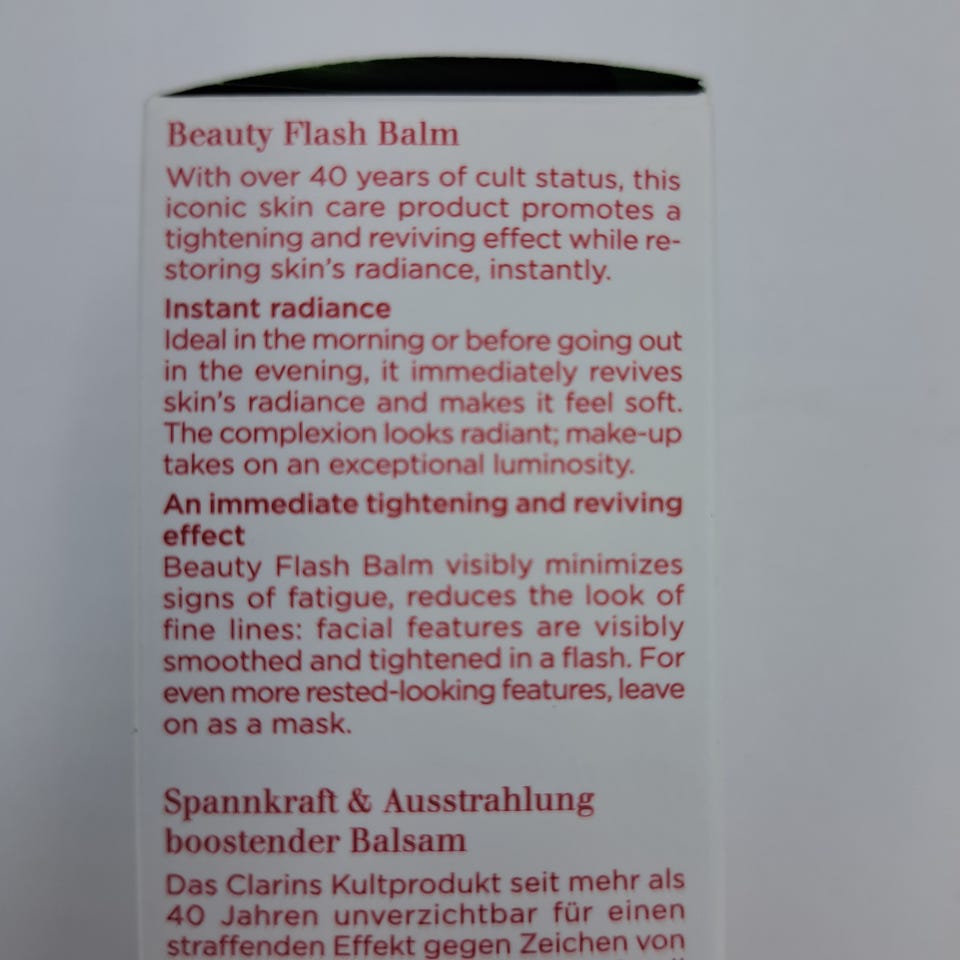 Beauty Flash Balm
With over 40 years of cult status, this
iconic skin care product promotes a
tightening and reviving effect while re-
storing skin's radiance, instantly.
Instant radiance
Ideal in the morning or before going out
in the evening, it immediately revives
skin's radiance and makes it feel soft.
The complexion looks radiant; make-up
takes on an exceptional luminosity.
An immediate tightening and reviving
effect
Beauty Flash Balm visibly minimizes
signs of fatigue, reduces the look of
fine lines: facial features are visibly
smoothed and tightened in a flash. For
even more rested-looking features, leave
on as a mask.
Spannkraft & Ausstrahlung
boostender Balsam
Das Clarins Kultprodukt seit mehr als
40 Jahren unverzichtbar für einen
straffenden Effekt gegen Zeichen von